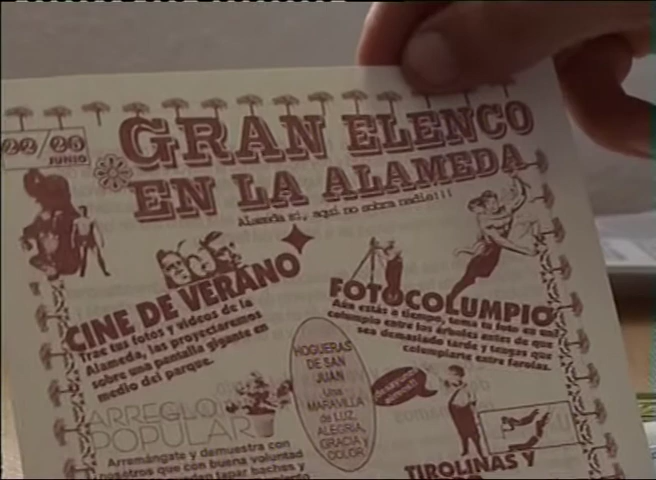 22/26
JUNIO
GRAN ELENCO
EN LA ALAMEDA
Alameda sí, aquí no sobra nadie!!!
CINE DE VERANO
Trae tus fotos y videos de la
Alameda, las proyectaremos
sobre una pantalla gigante en
medio del parque.
FOTOCOLUMPIO
Aún estás a tiempo, toma tu foto en un
columpio entre los árboles antes de que
sea demasiado tarde y tengas que
columpiarte entre farolas.
HOGUERAS
DE SAN
JUAN
Una
MARAVILLA
de LUZ,
ALEGRIA,
GRACIA y
COLOR
ARREGLO
POPULAR
Arremángate y demuestra con
nosotros que con buena voluntad
tapar baches y
TIROLINAS Y